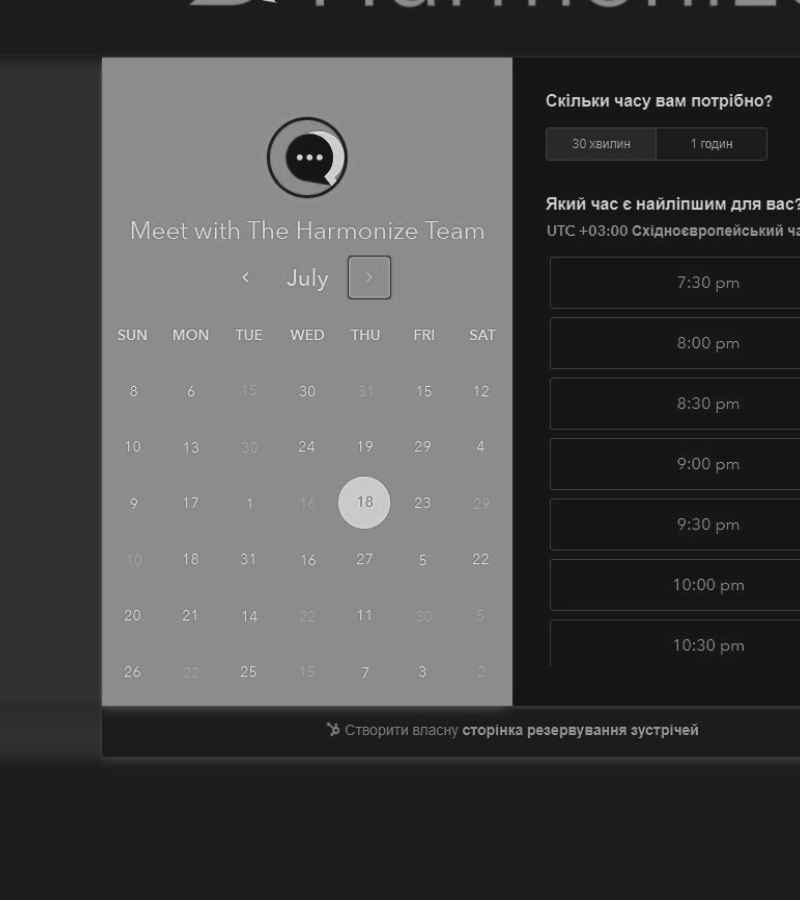 Harmonize
Meet with The Harmonize Team
July
SUN MON TUE WED THU FRI SAT
8 6 15 30 31 15 12
10 13 30 24 19 29 4
9 17 1 16 18 23 29
10 18 31 16 27 5 22
20 21 14 22 11 30 5
26 22 25 15 7 3 2
Скільки часу вам потрібно?
30 хвилин 1 годин
Який час є найліпшим для вас?
UTC +03:00 Східноєвропейський ча
7:30 pm
8:00 pm
8:30 pm
9:00 pm
9:30 pm
10:00 pm
10:30 pm
Створити власну сторінка резервування зустрічей